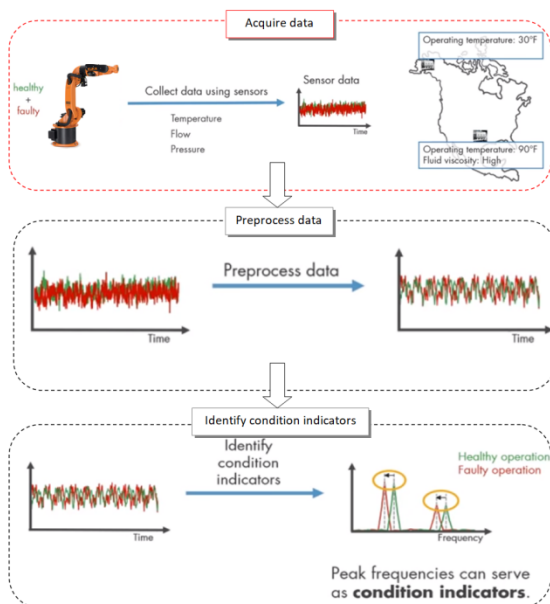 Acquire data
healthy
+
faulty
Collect data using sensors
Temperature
Flow
Pressure
Sensor data
Time
Operating temperature: 30°F
Operating temperature: 90°F
Fluid viscosity: High
Preprocess data
Time
Preprocess data
Time
Identify condition indicators
Time
Identify
condition
indicators
Healthy operation
Faulty operation
Frequency
Peak frequencies can serve
as condition indicators.